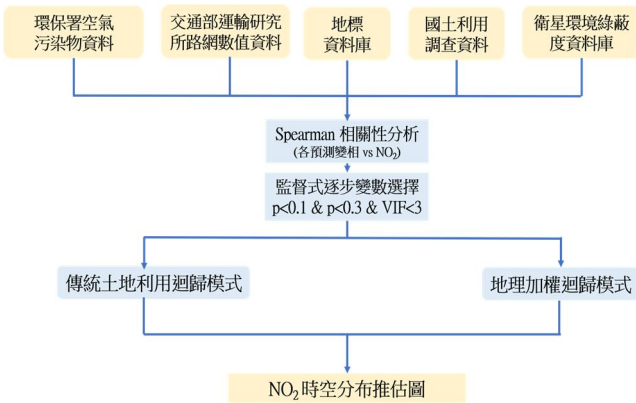 環保署空氣
污染物資料
交通部運輸研究
所路網數值資料
地標
資料庫
國土利用
調查資料
衛星環境綠蔽
度資料庫
Spearman 相關性分析
(各預測變相 vs NO₂)
監督式逐步變數選擇
p<0.1 & p<0.3 & VIF<3
傳統土地利用迴歸模式
地理加權迴歸模式
NO₂時空分布推估圖